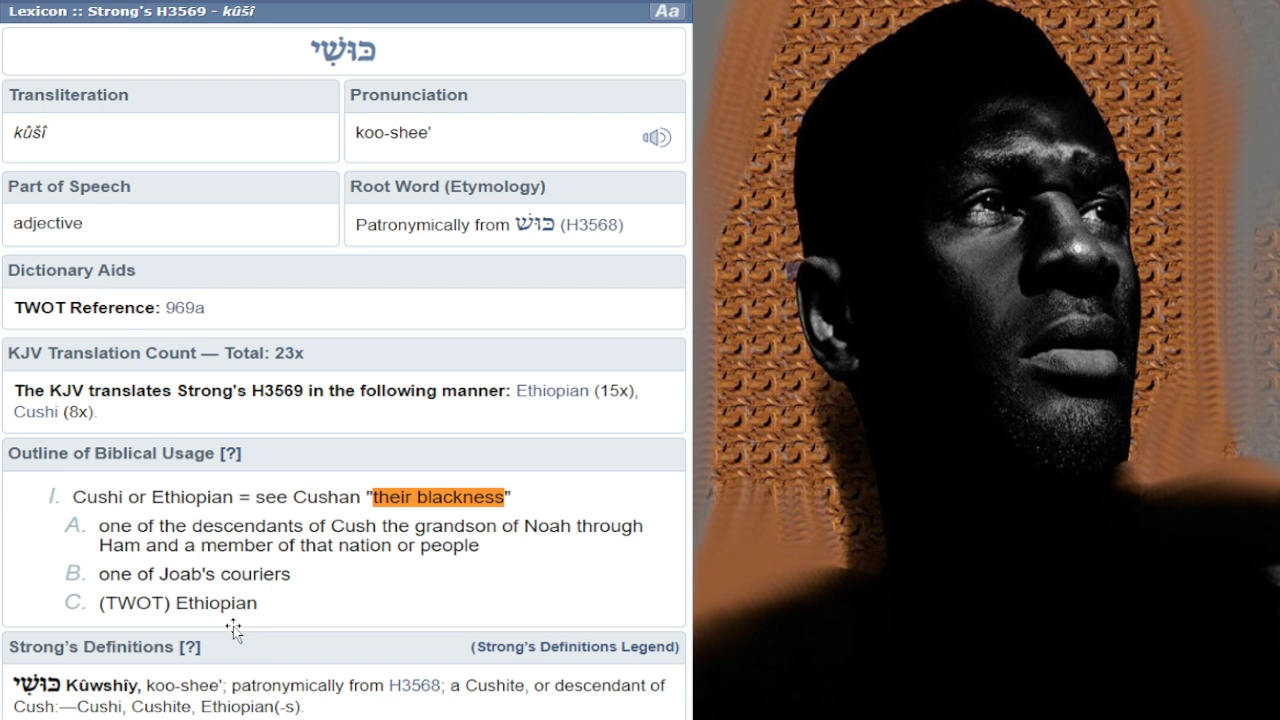 Lexicon :: Strong's H3569 - kûšî
Aa
כּוּשִׁי
Transliteration
Pronunciation
kûšî
koo-shee'
Part of Speech
Root Word (Etymology)
adjective
Patronymically from כּוּשׁ (H3568)
Dictionary Aids
TWOT Reference: 969a
KJV Translation Count — Total: 23x
The KJV translates Strong's H3569 in the following manner: Ethiopian (15x),
Cushi (8x).
Outline of Biblical Usage [?]
I. Cushi or Ethiopian = see Cushan "their blackness"
A. one of the descendants of Cush the grandson of Noah through
Ham and a member of that nation or people
B. one of Joab's couriers
C. (TWOT) Ethiopian
Strong's Definitions [?]
(Strong's Definitions Legend)
כּוּשִׁי Kûwshîy, koo-shee'; patronymically from H3568; a Cushite, or descendant of
Cush:—Cushi, Cushite, Ethiopian(-s).